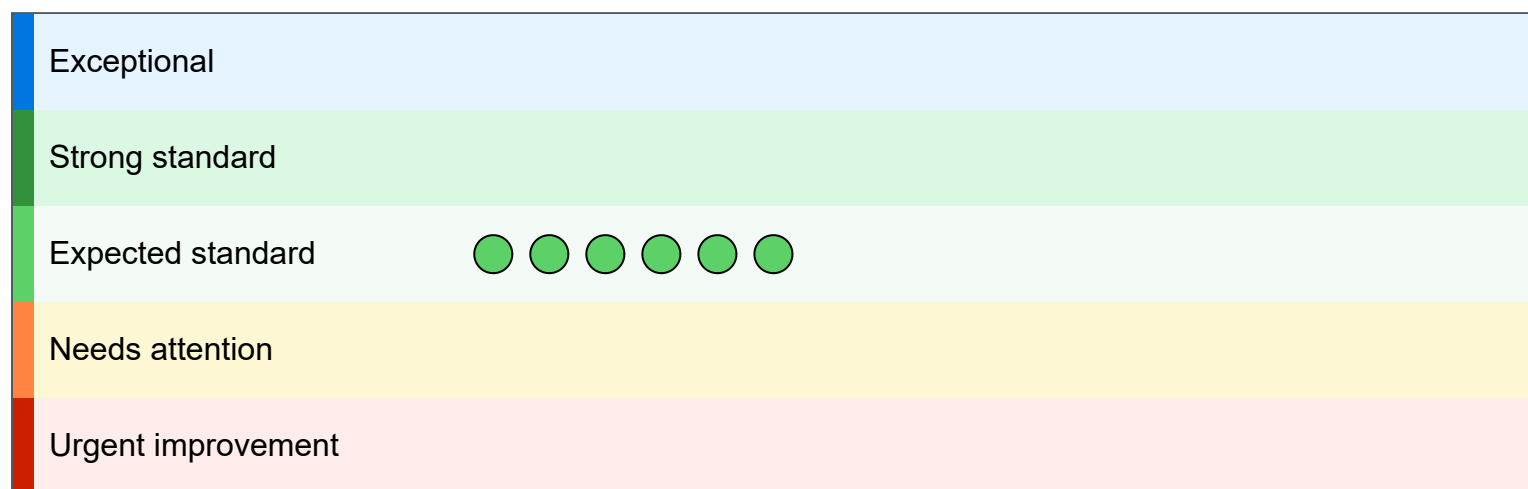 Exceptional
Strong standard
Expected standard
Needs attention
Urgent improvement